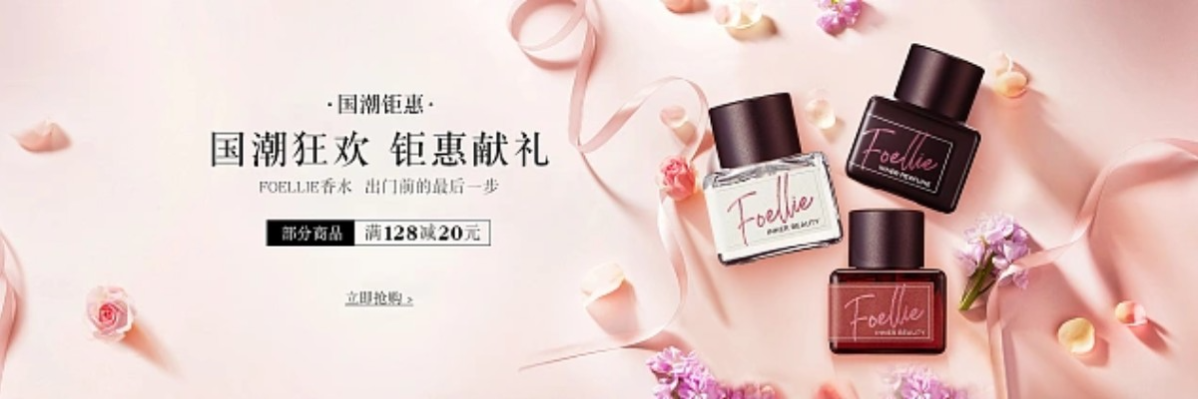 ·国潮钜惠·
国潮狂欢 钜惠献礼
FOELLIE香水 出门前的最后一步
部分商品 满128减20元
立即抢购 >
Foellie
INNER BEAUTY
Foellie
INNER PERFUME
Foellie
INNER BEAUTY